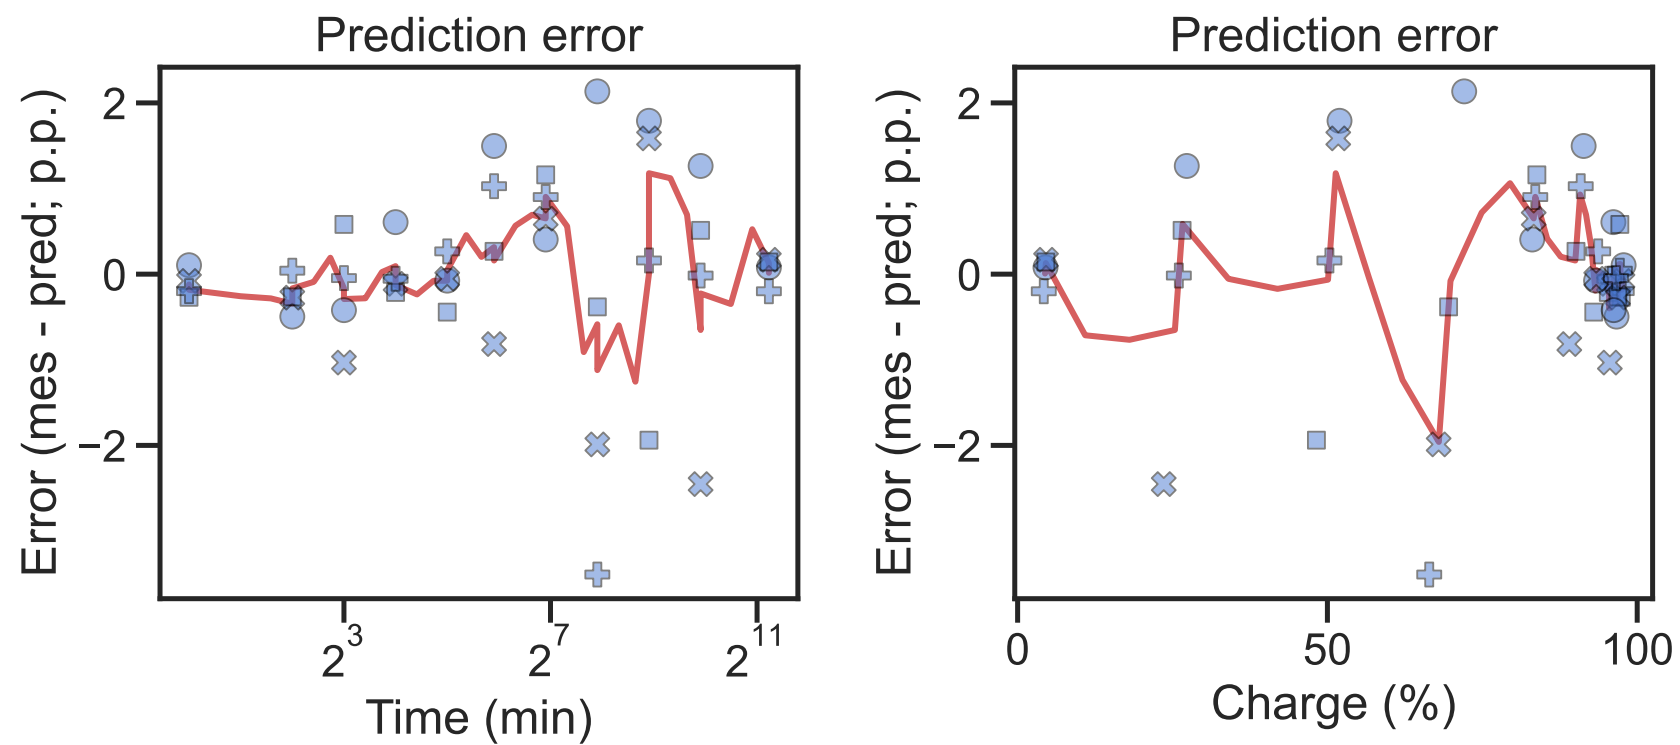 Prediction error
2
0
−2
Error (mes - pred; p.p.)
2^3
2^7
2^11
Time (min)
Prediction error
2
0
−2
Error (mes - pred; p.p.)
0
50
100
Charge (%)